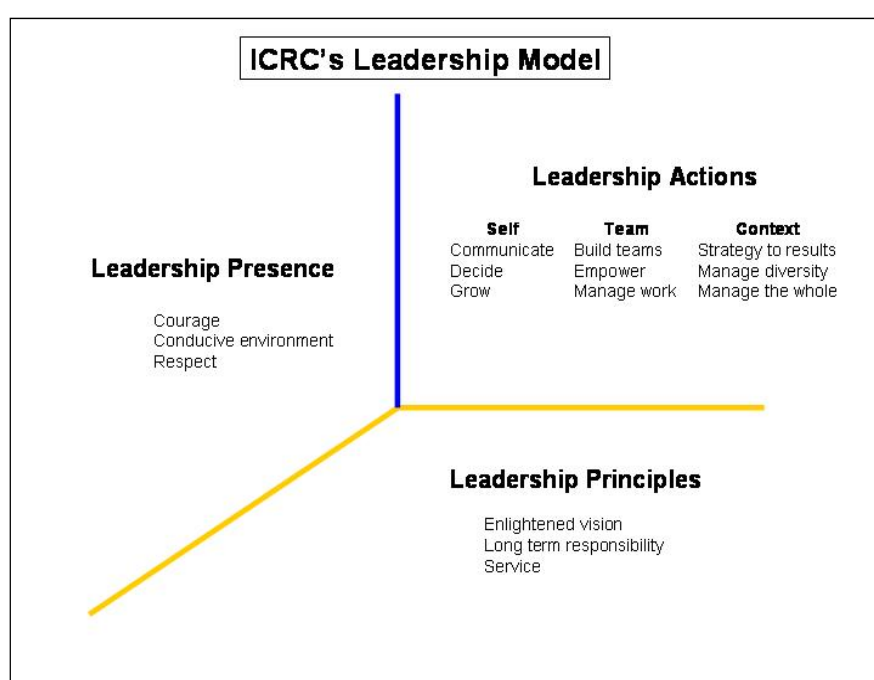 ICRC's Leadership Model
Leadership Actions
Self Team Context
Communicate Build teams Strategy to results
Decide Empower Manage diversity
Grow Manage work Manage the whole
Leadership Presence
Courage
Conducive environment
Respect
Leadership Principles
Enlightened vision
Long term responsibility
Service